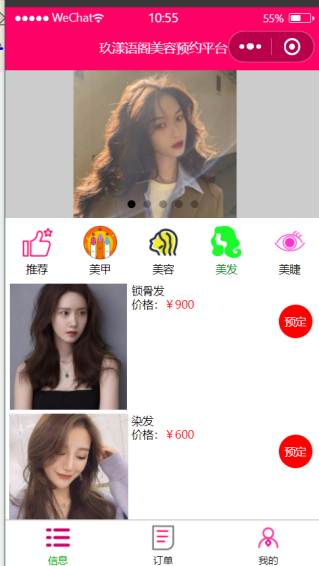 WeChat 10:55 55%
玖漾语阁美容预约平台
推荐 美甲 美容 美发 美睫
锁骨发
价格：￥900
预定
染发
价格：￥600
预定
信息 订单 我的